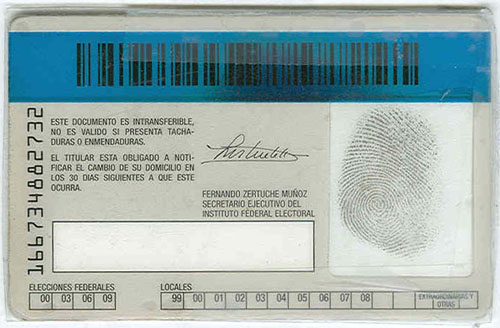 166734882732
ESTE DOCUMENTO ES INTRANSFERIBLE,
NO ES VALIDO SI PRESENTA TACHA-
DURAS O ENMENDADURAS.
EL TITULAR ESTA OBLIGADO A NOTI-
FICAR EL CAMBIO DE SU DOMICILIO EN
LOS 30 DIAS SIGUIENTES A QUE ESTE
OCURRA.
FERNANDO ZERTUCHE MUÑOZ
SECRETARIO EJECUTIVO DEL
INSTITUTO FÉDERAL ELECTORAL
ELECCIONES FEDERALES
00 03 06 09
LOCALES
99 00 01 02 03 04 05 06 07 08
EXTRAORDINARIAS Y
OTRAS